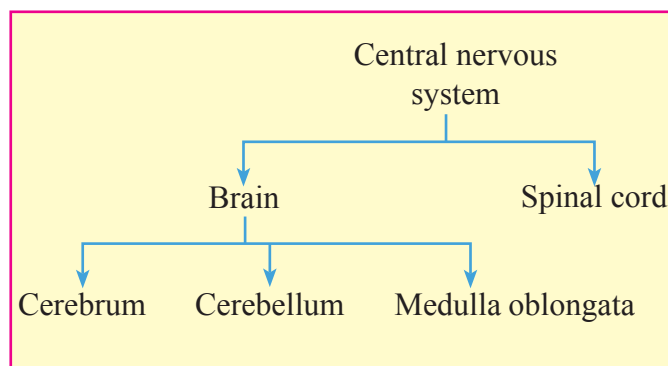 Central nervous
system
Brain
Spinal cord
Cerebrum
Cerebellum
Medulla oblongata